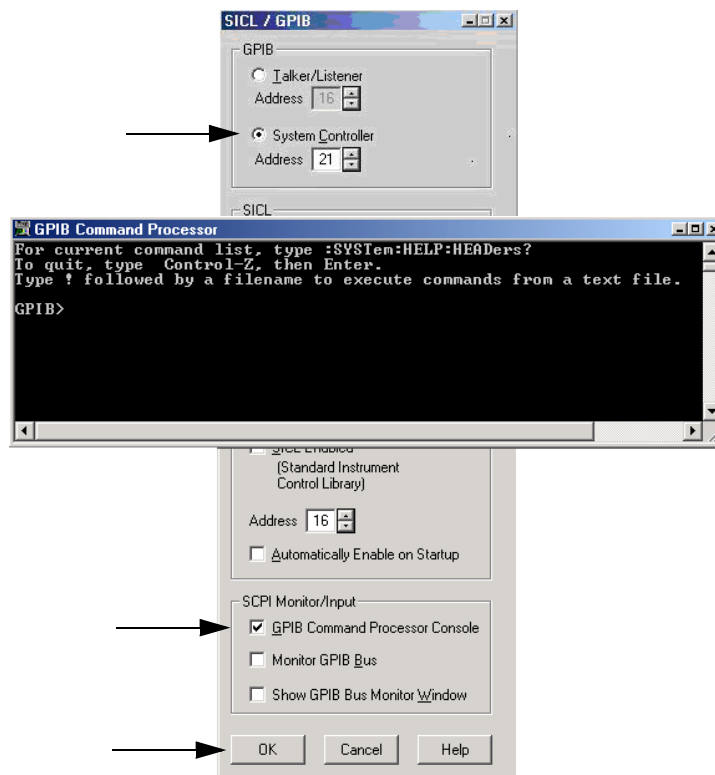 SICL / GPIB
GPIB
Talker/Listener
Address 16
System Controller
Address 21
SICL
GPIB Command Processor
For current command list, type :SYSTem:HELP:HEADers?
To quit, type Control-Z, then Enter.
Type ! followed by a filename to execute commands from a text file.
GPIB>
SICL Enabled
(Standard Instrument
Control Library)
Address 16
Automatically Enable on Startup
SCPI Monitor/Input
GPIB Command Processor Console
Monitor GPIB Bus
Show GPIB Bus Monitor Window
OK Cancel Help